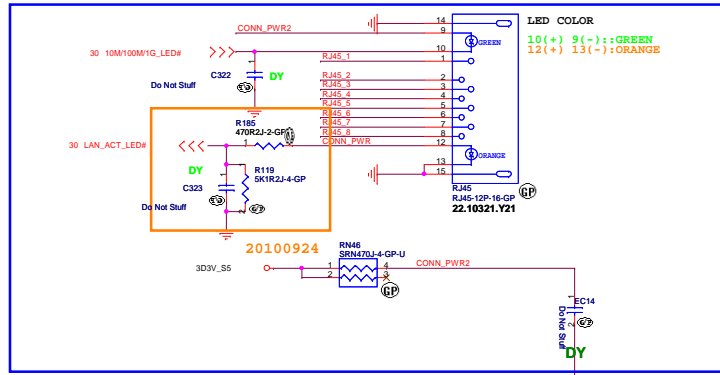 CONN_PWR2
14
9
LED COLOR
GREEN
10(+) 9(-)::GREEN
12(+) 13(-):ORANGE
30 10M/100M/1G_LED#
10
RJ45_1
1
C322
DY
Do Not Stuff
RJ45_2
2
RJ45_3
3
RJ45_4
4
RJ45_5
5
RJ45_6
6
RJ45_7
7
RJ45_8
8
R185
470R2J-2-GP
30 LAN_ACT_LED#
1
2
CONN_PWR
12
ORANGE
DY
R119
5K1R2J-4-GP
13
15
C323
Do Not Stuff
RJ45
RJ45-12P-16-GP
GP
22.10321.Y21
20100924
RN46
SRN470J-4-GP-U
3D3V_S5
1
4
CONN_PWR2
2
3
GP
1
EC14
2
Do Not Stuff
DY